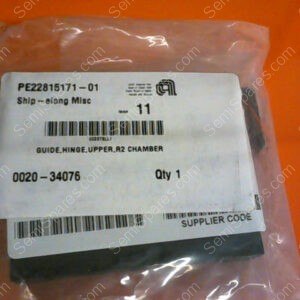 PE22815171-01
Ship-along Misc
11
GUIDE,HINGE,UPPER,R2 CHAMBER
0020-34076
Qty 1
SUPPLIER CODE